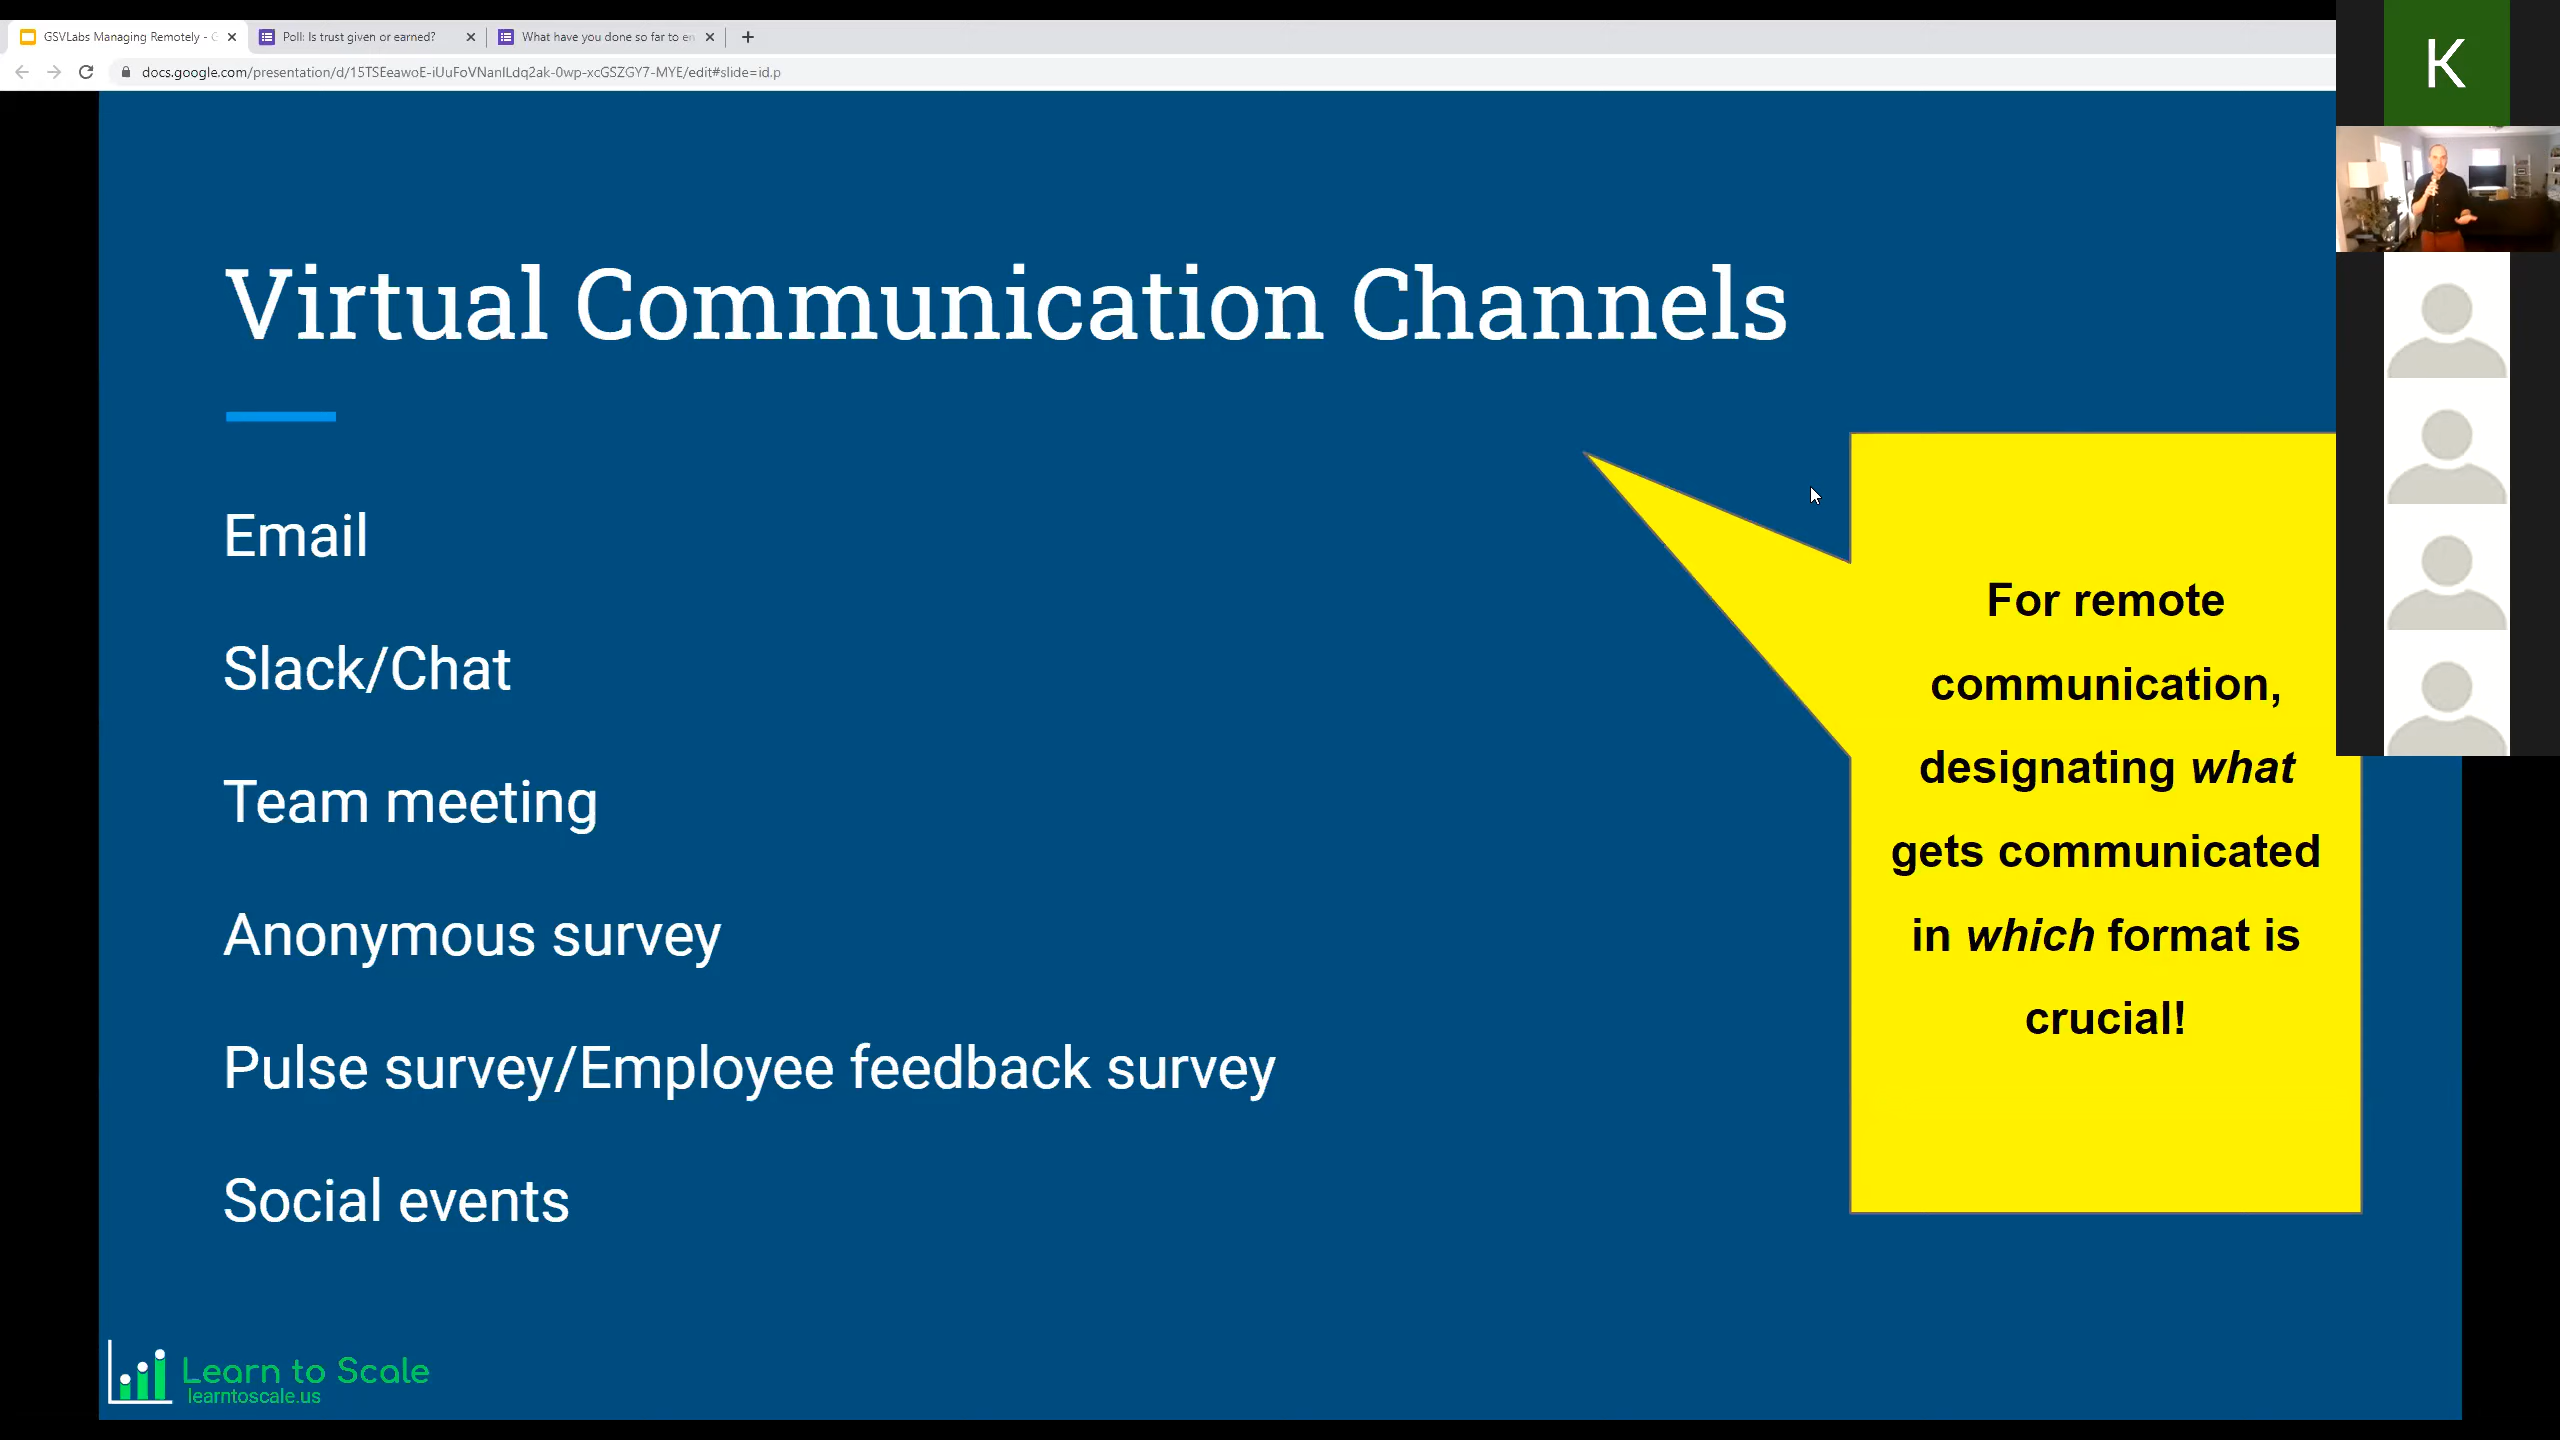 GSVLabs Managing Remotely - G
Poll: Is trust given or earned?
What have you done so far to en
docs.google.com/presentation/d/15TSEeawoE-iUuFoVNanILdq2ak-0wp-xcGSZGY7-MYE/edit#slide=id.p
K
Virtual Communication Channels
Email
Slack/Chat
Team meeting
Anonymous survey
Pulse survey/Employee feedback survey
Social events
For remote
communication,
designating what
gets communicated
in which format is
crucial!
Learn to Scale
learntoscale.us